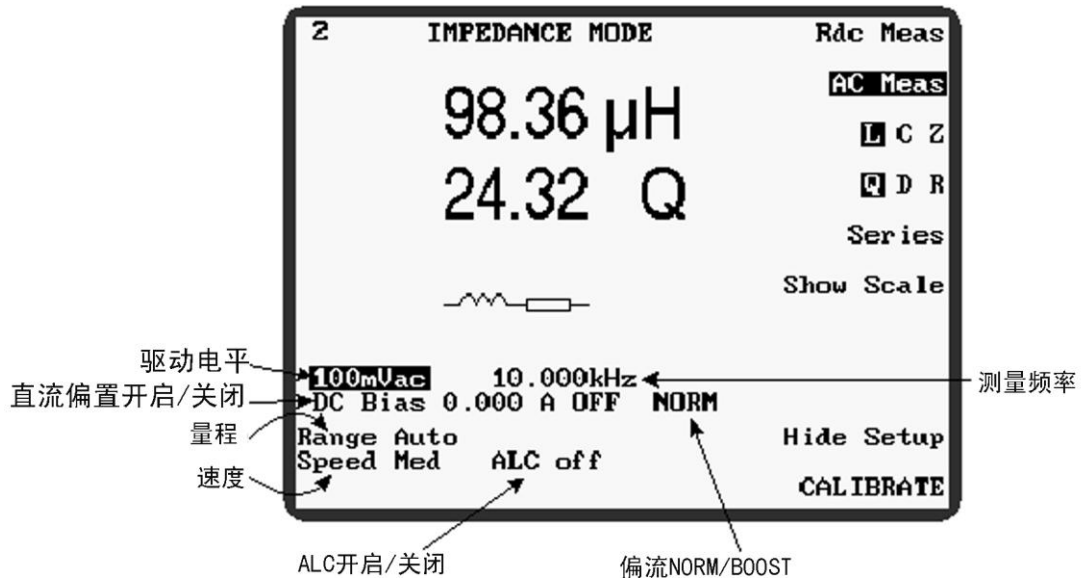 2 IMPEDANCE MODE Rdc Meas
AC Meas
98.36 μH
L C Z
24.32 Q
Q D R
Series
Show Scale
驱动电平
100mVac 10.000kHz
测量频率
直流偏置开启/关闭
DC Bias 0.000 A OFF NORM
量程
Range Auto
Hide Setup
速度
Speed Med ALC off
CALIBRATE
ALC开启/关闭
偏流NORM/BOOST